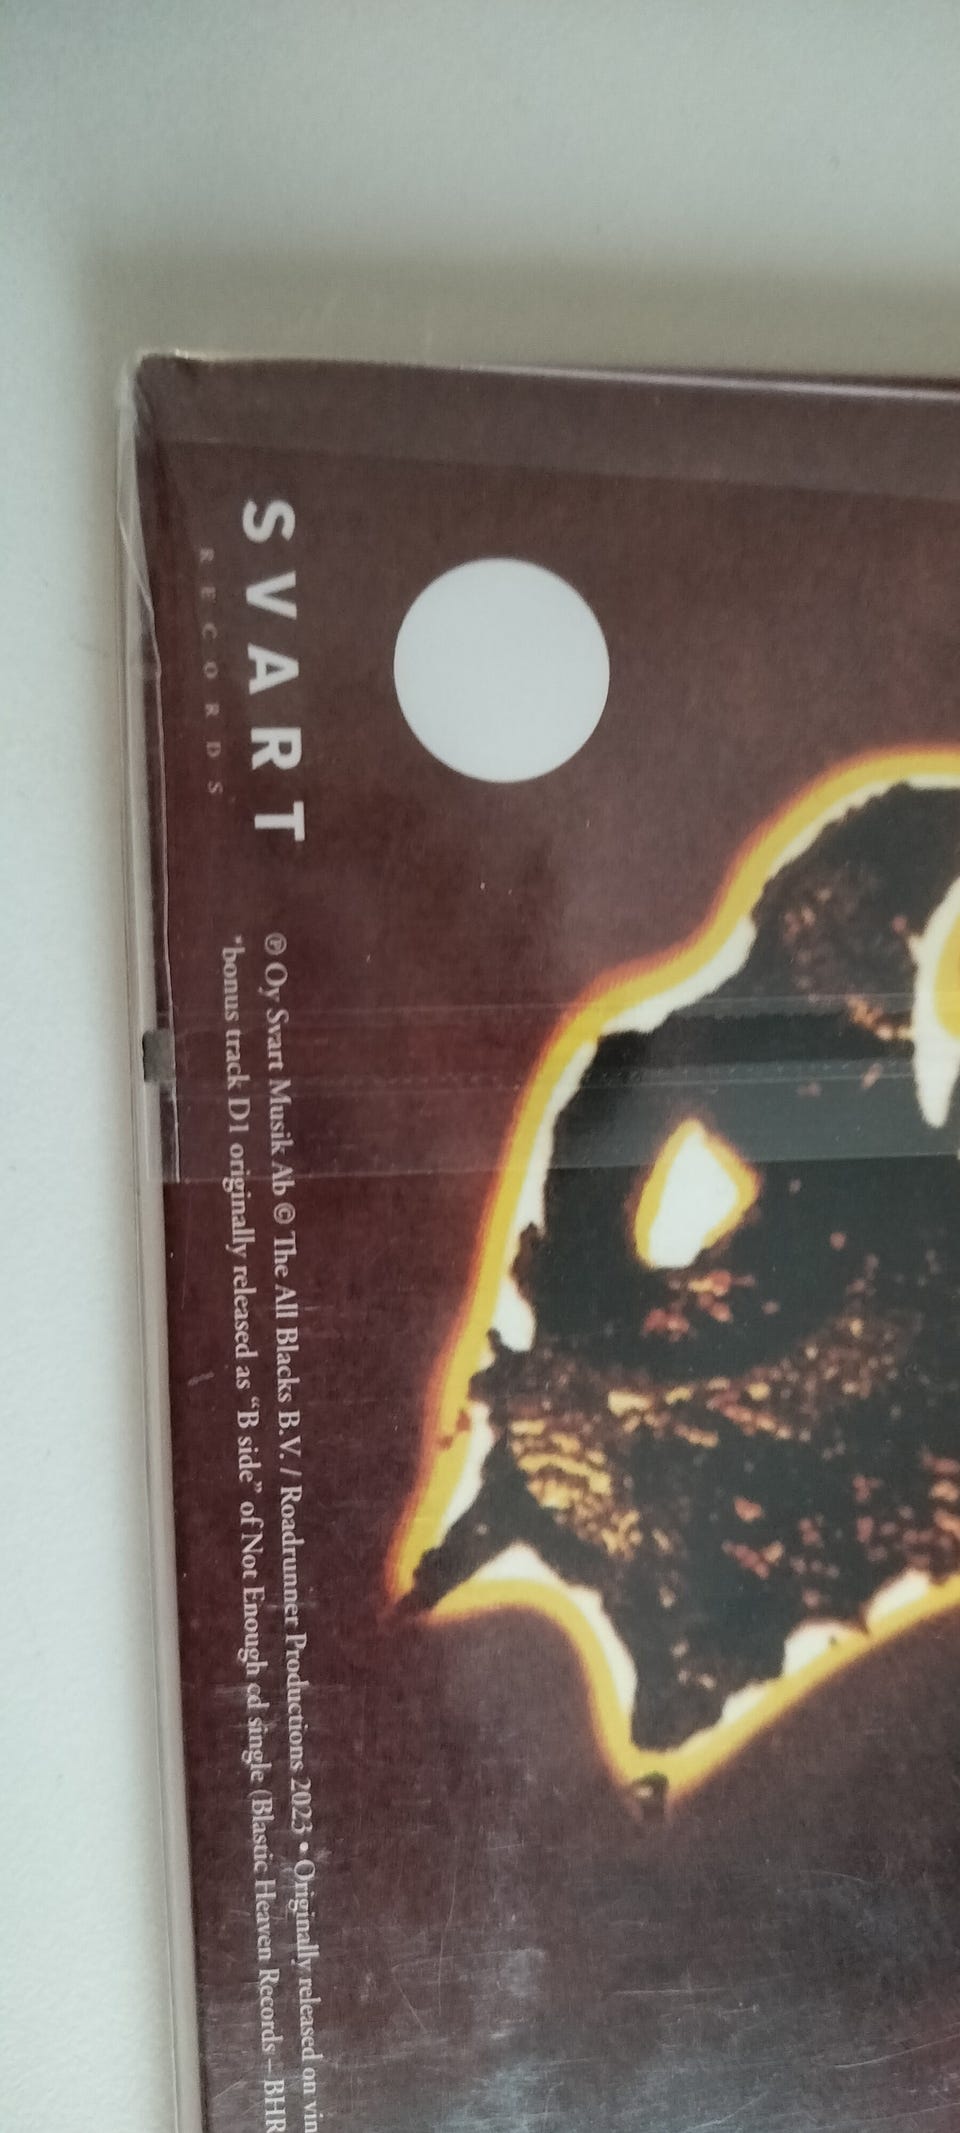 SVART
RECORDS
℗ Oy Svart Musik Ab © The All Blacks B.V. / Roadrunner Productions 2023 • Originally released on vin
*bonus track D1 originally released as “B side” of Not Enough cd single (Blastic Heaven Records – BHR